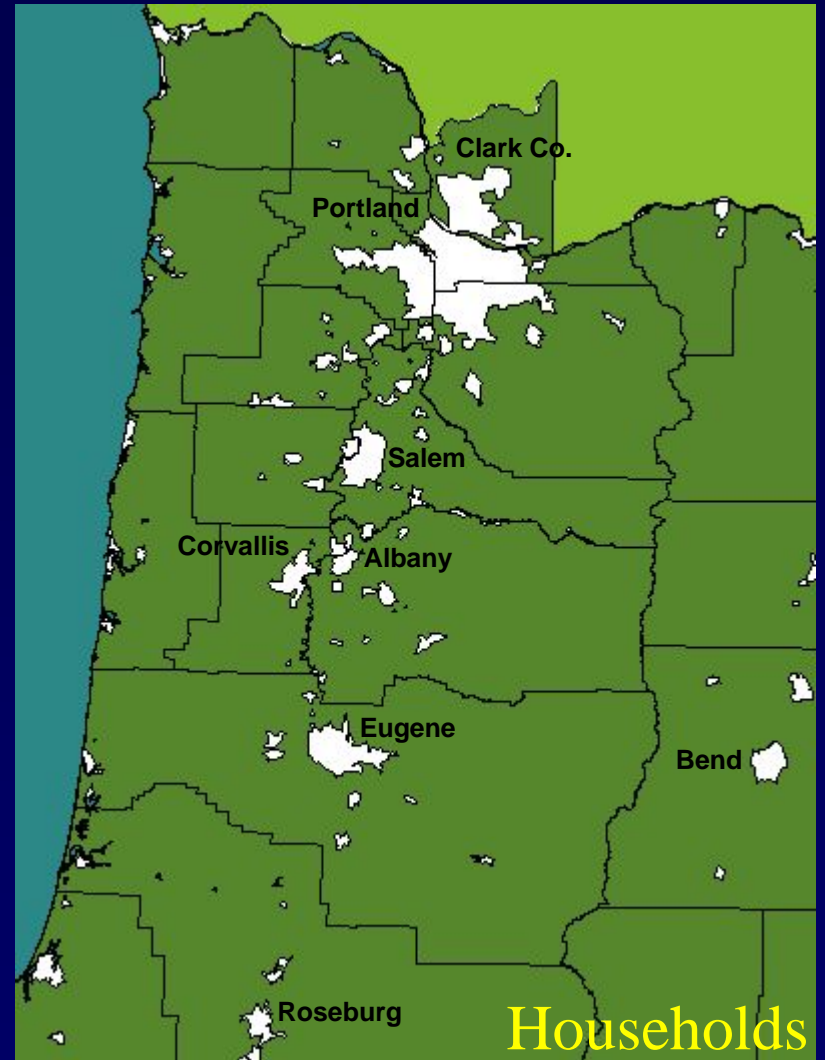 Clark Co.
Portland
Salem
Corvallis
Albany
Eugene
Bend
Roseburg
Households